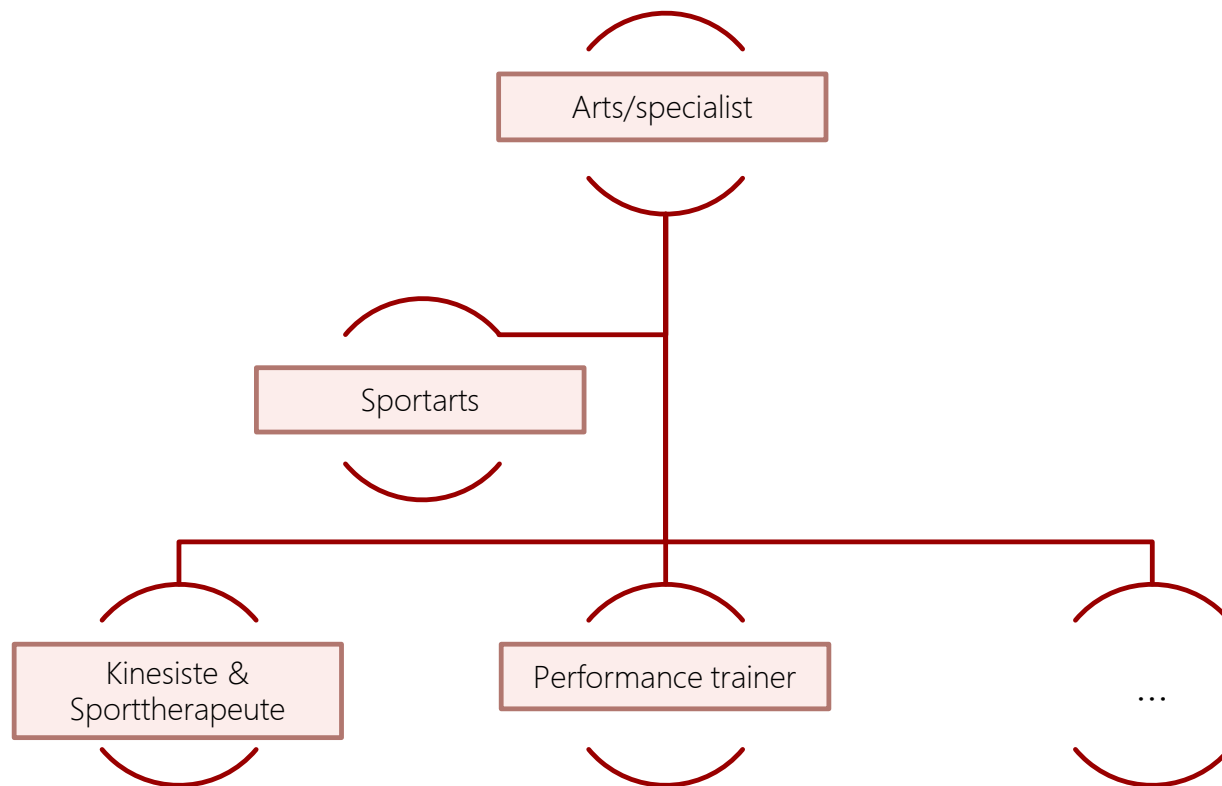 Arts/specialist
Sportarts
Kinesiste &
Sporttherapeute
Performance trainer
...